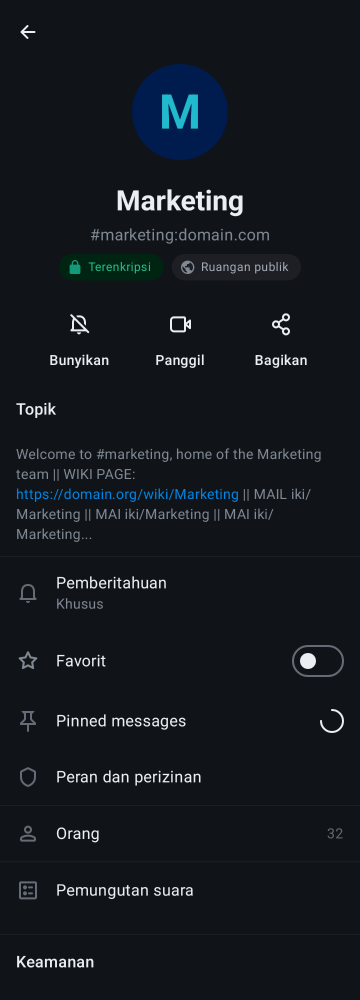 M
Marketing
#marketing:domain.com
Terenkripsi
Ruangan publik
Bunyikan
Panggil
Bagikan
Topik
Welcome to #marketing, home of the Marketing
team || WIKI PAGE:
https://domain.org/wiki/Marketing || MAIL iki/
Marketing || MAI iki/Marketing || MAI iki/
Marketing...
Pemberitahuan
Khusus
Favorit
Pinned messages
Peran dan perizinan
Orang 32
Pemungutan suara
Keamanan